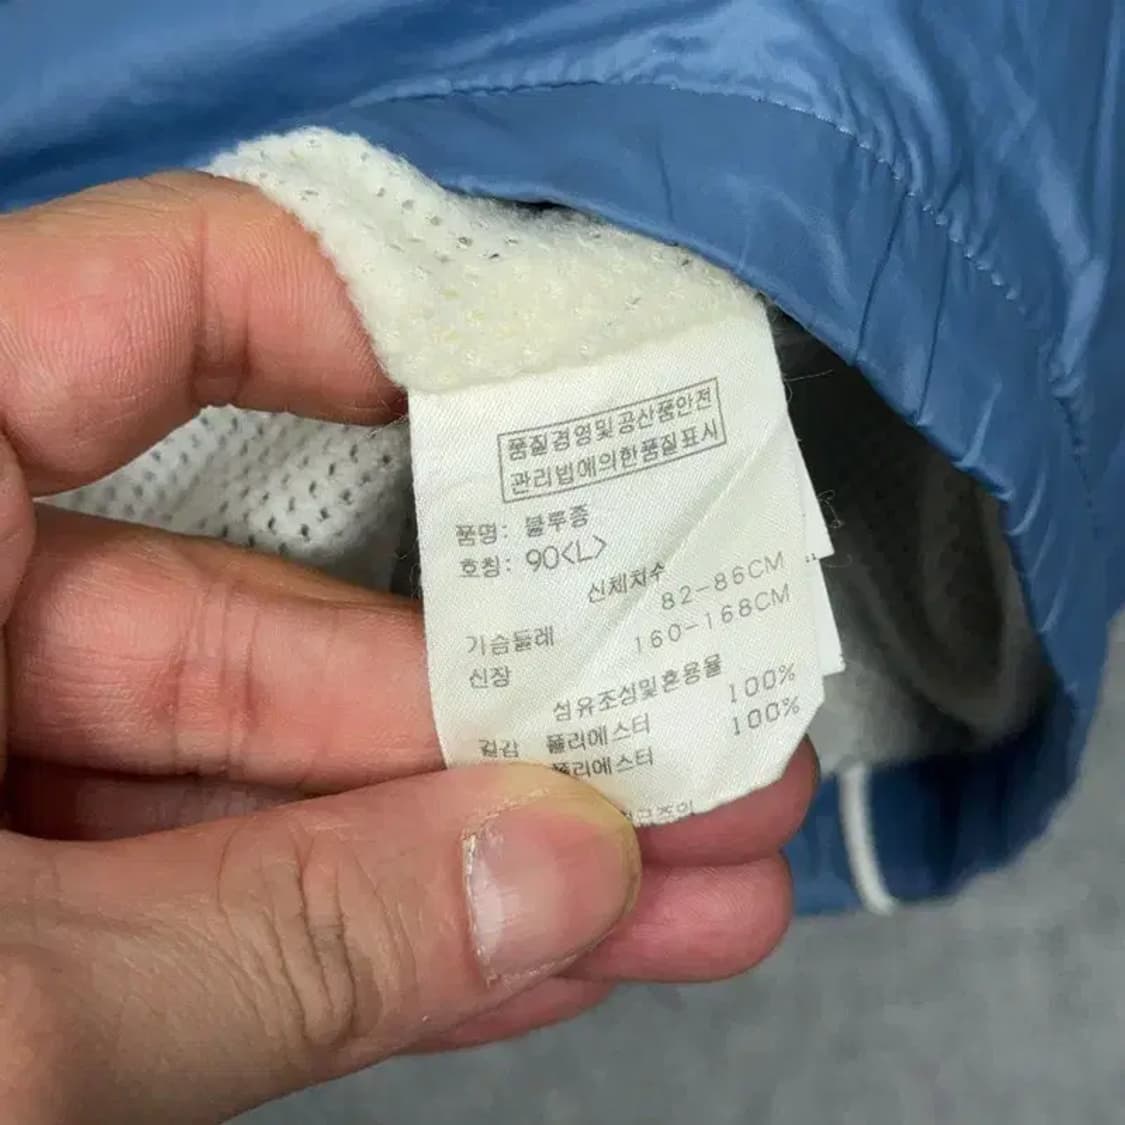 품질경영및공산품안전
관리법에의한품질표시
품명: 블루종
호칭: 90<L>
신체치수
기슴둘레 82-86CM
신장 160-168CM
섬유조성및혼용율
겉감 폴리에스터 100%
폴리에스터 100%